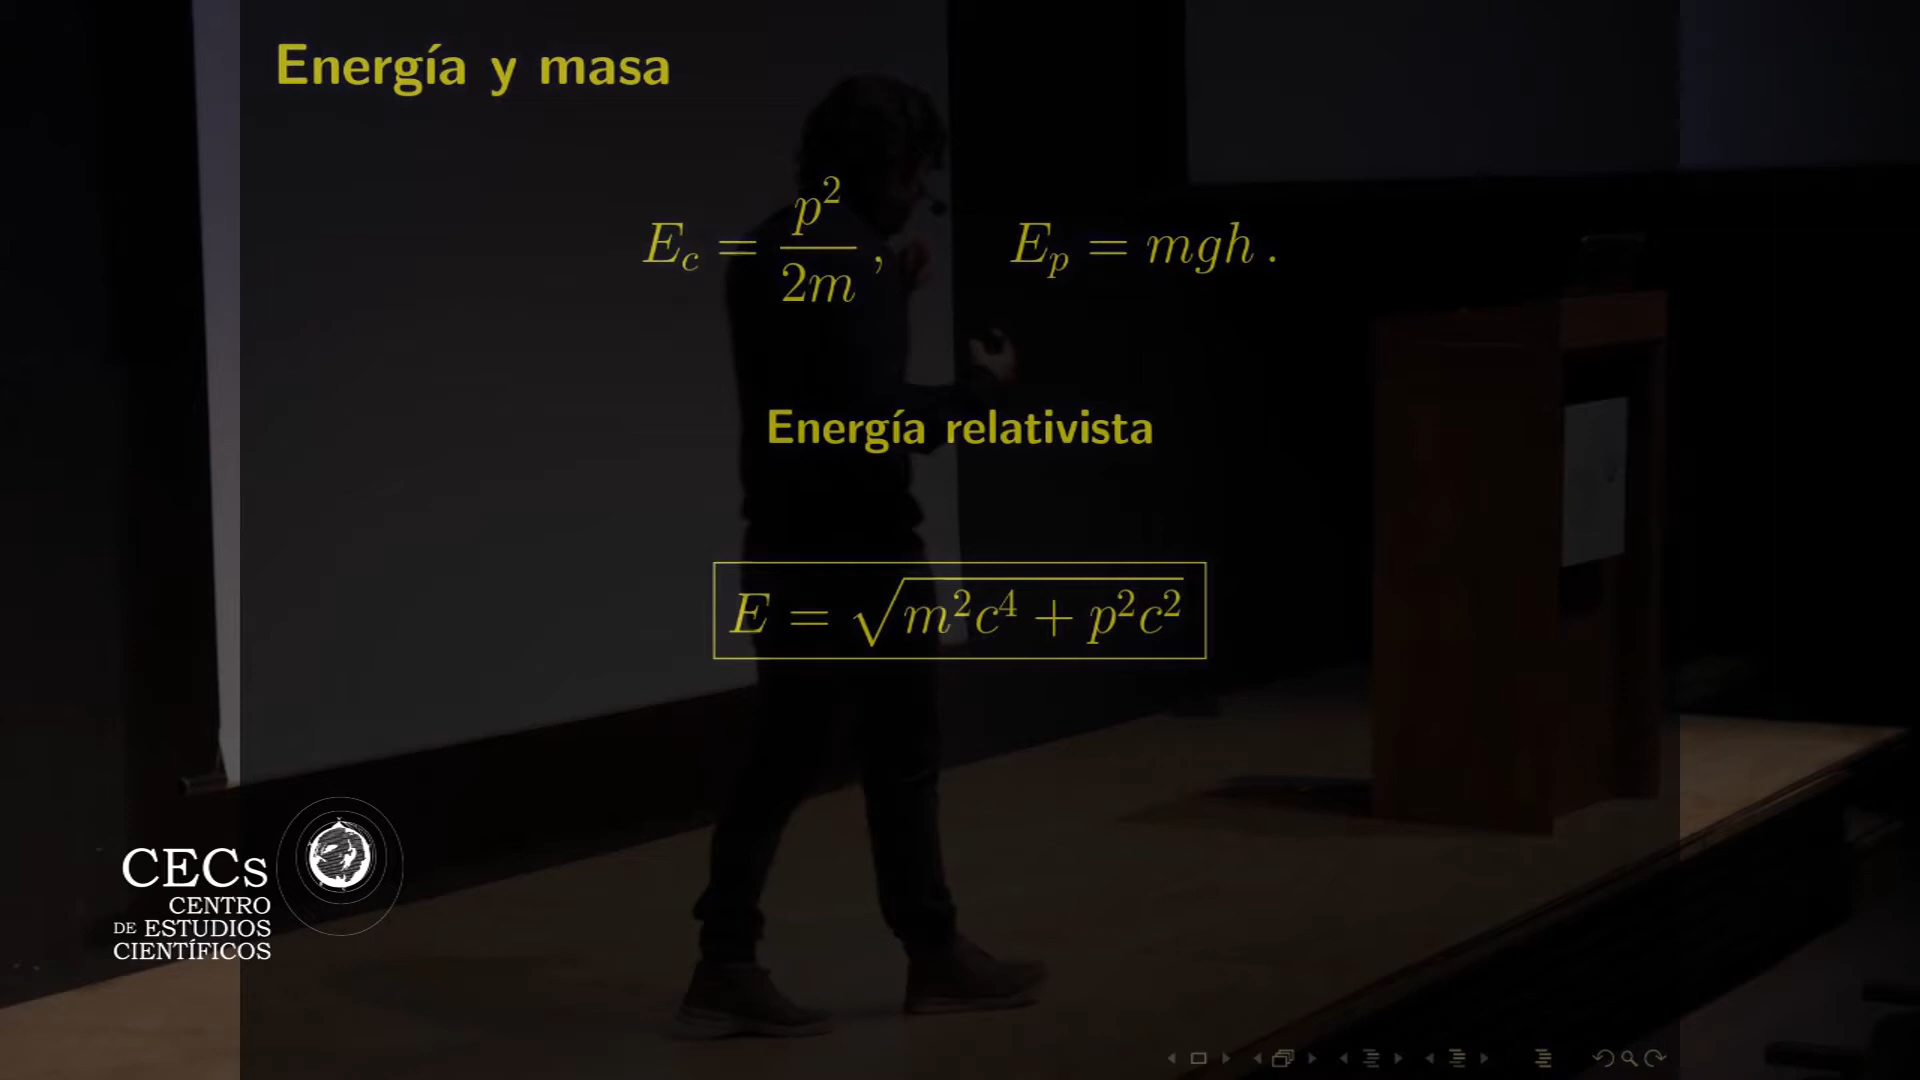 Energía y masa
E_c = p^2/2m , E_p = mgh .
Energía relativista
E = √(m^2c^4 + p^2c^2)
CECs
CENTRO
DE ESTUDIOS
CIENTÍFICOS